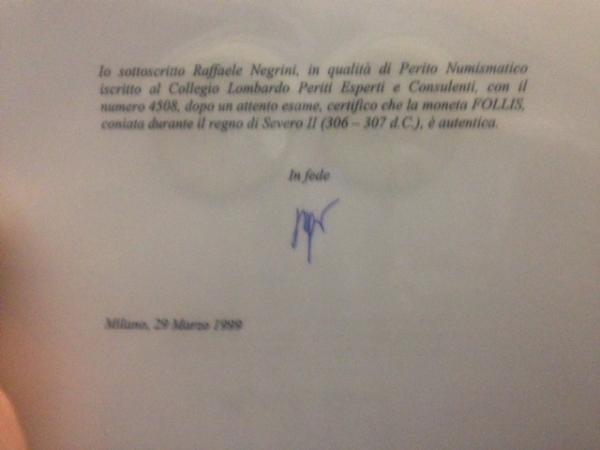 Io sottoscritto Raffaele Negrini, in qualità di Perito Numismatico
iscritto al Collegio Lombardo Periti Esperti e Consulenti, con il
numero 4508, dopo un attento esame, certifico che la moneta FOLLIS,
coniata durante il regno di Severo II (306 – 307 d.C.), è autentica.
In fede
Milano, 29 Marzo 1999